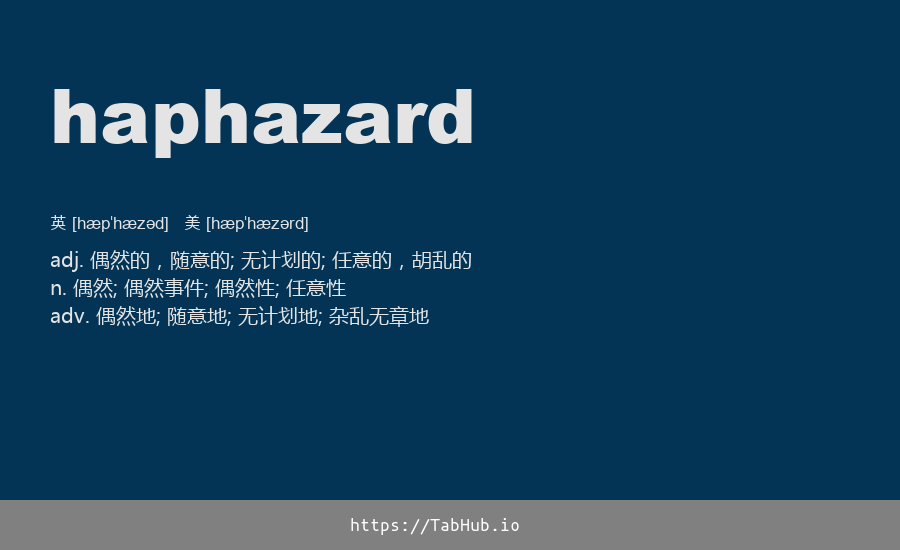 haphazard
英 [hæpˈhæzəd] 美 [hæpˈhæzərd]
adj. 偶然的，随意的; 无计划的; 任意的，胡乱的
n. 偶然; 偶然事件; 偶然性; 任意性
adv. 偶然地; 随意地; 无计划地; 杂乱无章地
https://TabHub.io